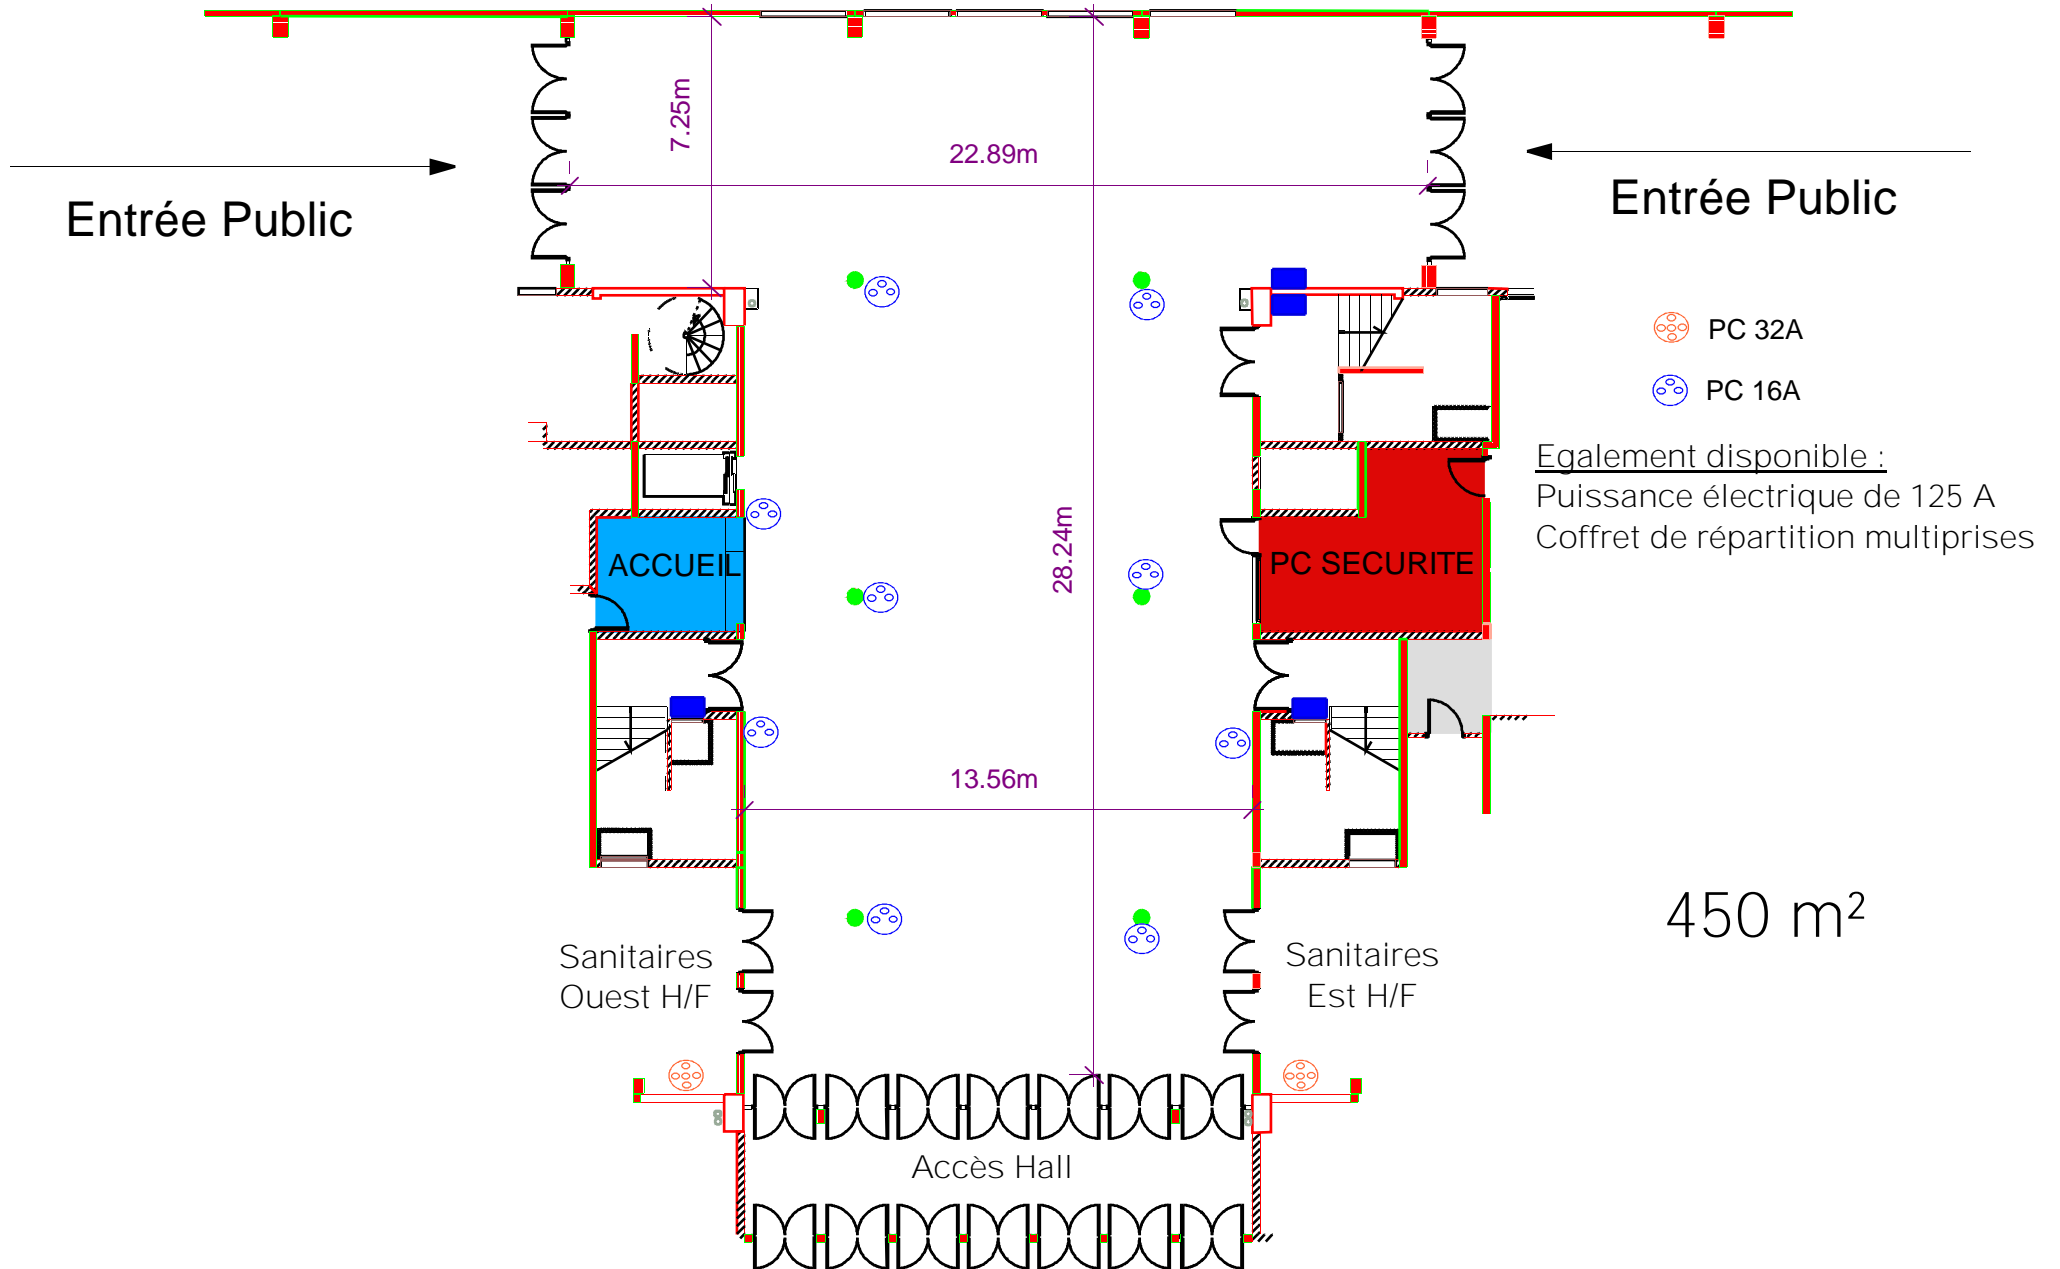 7.25m
22.89m
Entrée Public
Entrée Public
PC 32A
PC 16A
Egalement disponible :
Puissance électrique de 125 A
Coffret de répartition multiprises
28.24m
ACCUEIL
PC SECURITE
13.56m
450 m²
Sanitaires
Ouest H/F
Sanitaires
Est H/F
Accès Hall